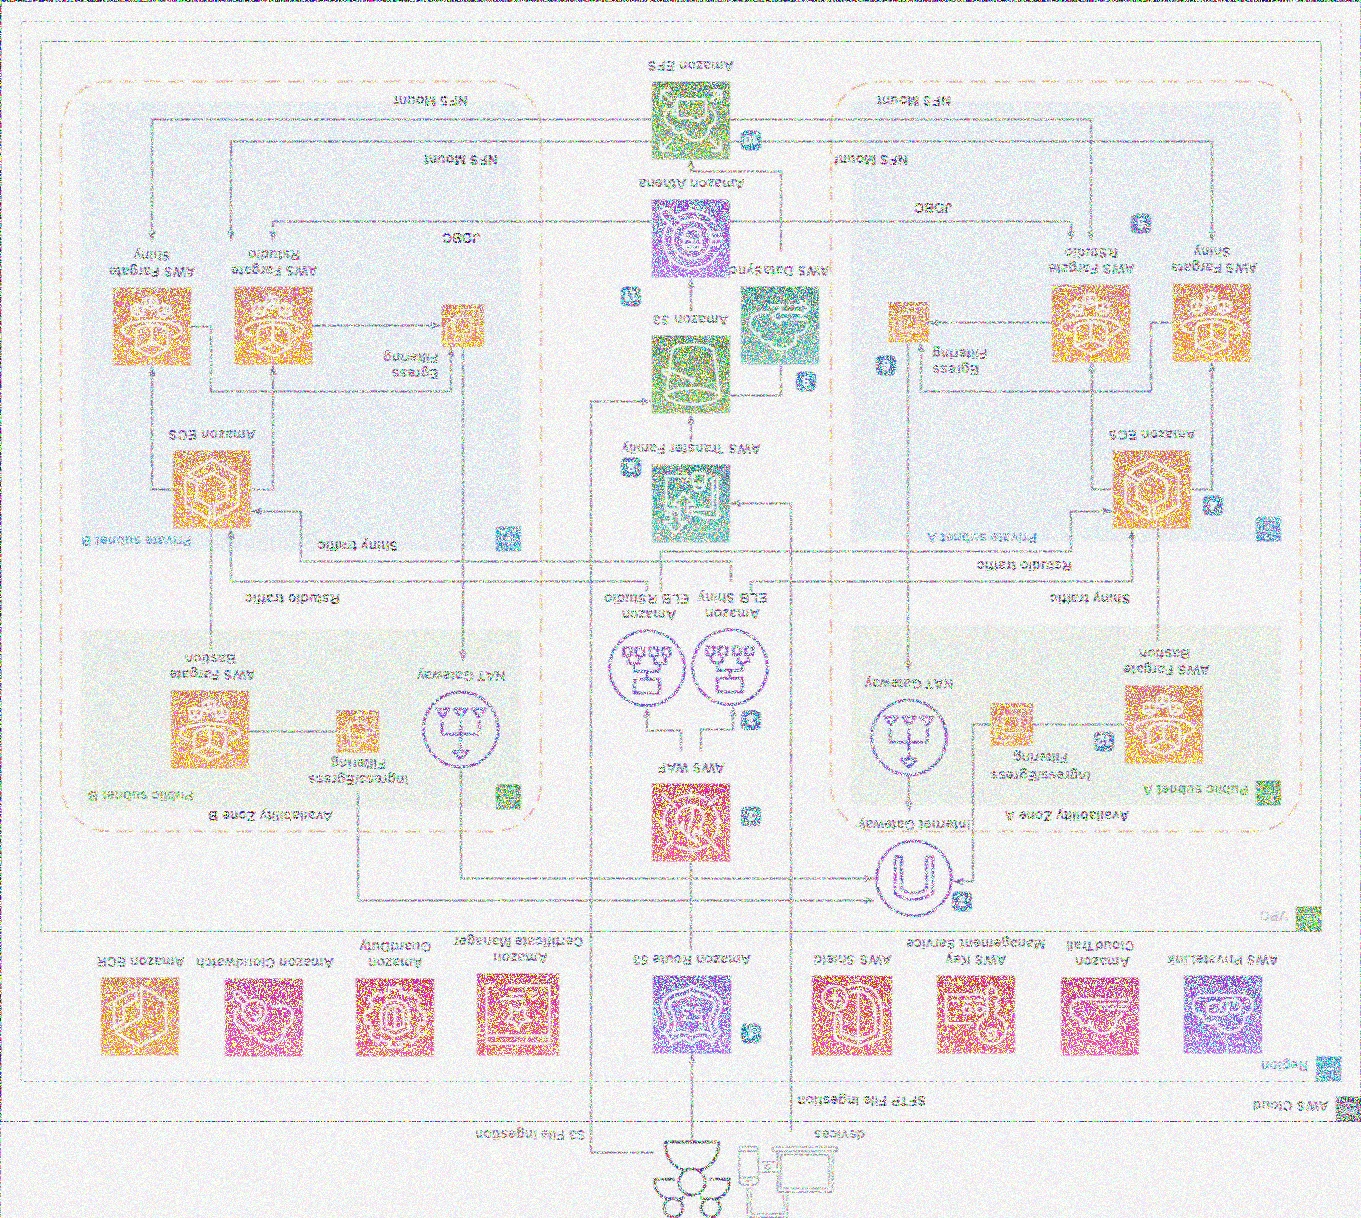 devices
S3 File Ingestion
AWS Cloud
SFTP File Ingestion
Region
AWS PrivateLink
Amazon
CloudTrail
AWS Key
Management Service
AWS Shield
Amazon Route 53
Amazon
Certificate Manager
Amazon
GuardDuty
Amazon Cloudwatch
Amazon ECR
VPC
Internet Gateway
Availability Zone A
Availability Zone B
Public subnet A
Public subnet B
AWS WAF
Ingress/Egress
Filtering
Ingress/Egress
Filtering
AWS Fargate
Bastion
NAT Gateway
Amazon
ELB Shiny
Amazon
ELB Rstudio
NAT Gateway
AWS Fargate
Bastion
Shiny traffic
Rstudio traffic
Rstudio traffic
Shiny traffic
Private subnet A
Private subnet B
AWS Transfer Family
Amazon ECS
Amazon ECS
Egress
Filtering
Egress
Filtering
Amazon S3
AWS DataSync
AWS Fargate
Shiny
AWS Fargate
RStudio
AWS Fargate
Rstudio
AWS Fargate
Shiny
JDBC
JDBC
Amazon Athena
NFS Mount
NFS Mount
NFS Mount
NFS Mount
Amazon EFS